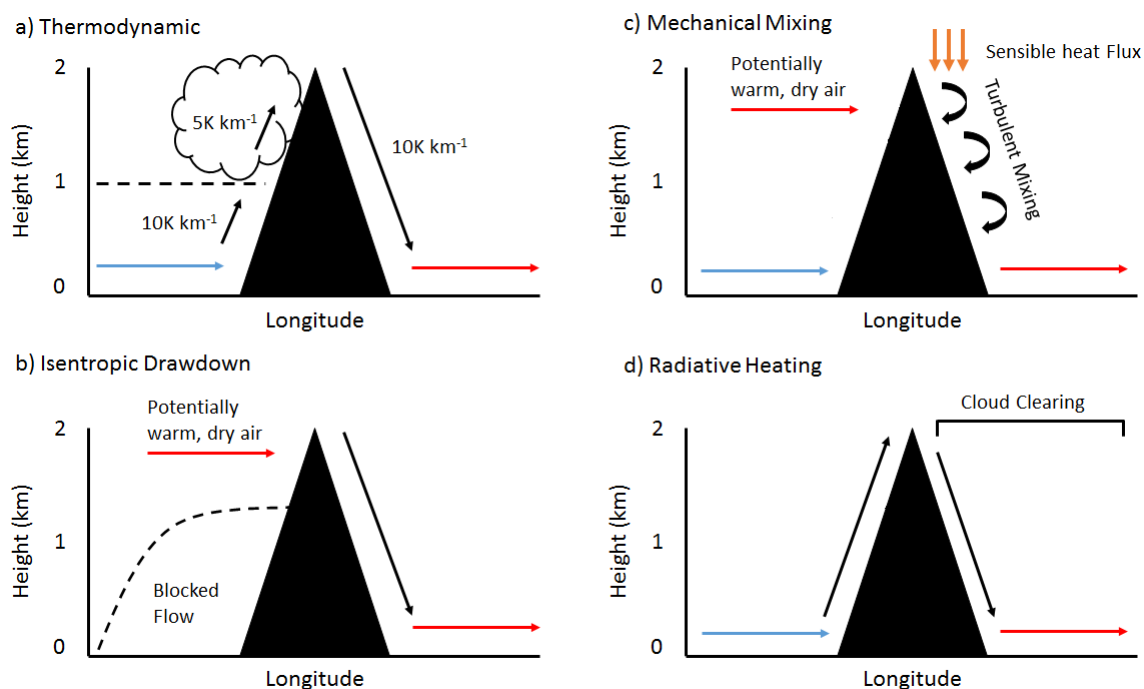 a) Thermodynamic
2
5K km⁻¹
10K km⁻¹
1
10K km⁻¹
0
Height (km)
Longitude
b) Isentropic Drawdown
Potentially
warm, dry air
2
1
Blocked
Flow
0
Height (km)
Longitude
c) Mechanical Mixing
Sensible heat Flux
Potentially
warm, dry air
2
Turbulent Mixing
1
0
Height (km)
Longitude
d) Radiative Heating
Cloud Clearing
2
1
0
Height (km)
Longitude